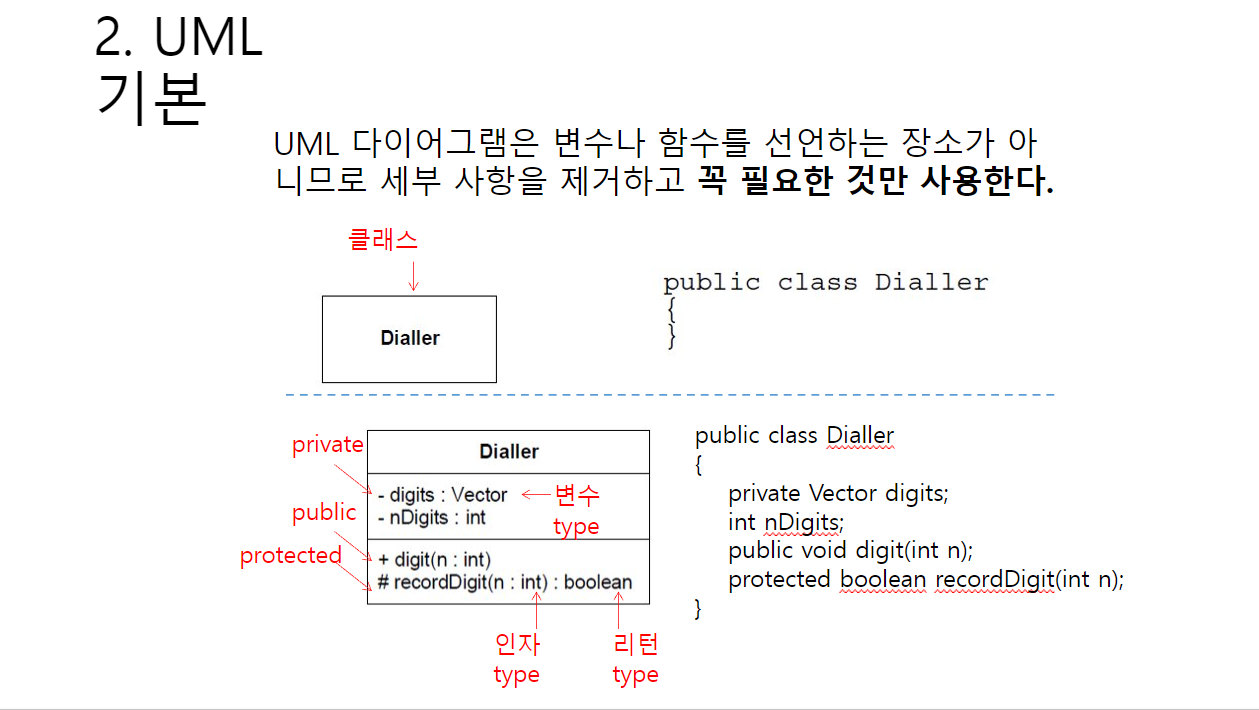 2. UML
기본
UML 다이어그램은 변수나 함수를 선언하는 장소가 아
니므로 세부 사항을 제거하고 꼭 필요한 것만 사용한다.
클래스
Dialler
public class Dialler
{
}
private
public
protected
Dialler
- digits : Vector
- nDigits : int
변수
type
+ digit(n : int)
# recordDigit(n : int) : boolean
인자
type
리턴
type
public class Dialler
{
private Vector digits;
int nDigits;
public void digit(int n);
protected boolean recordDigit(int n);
}